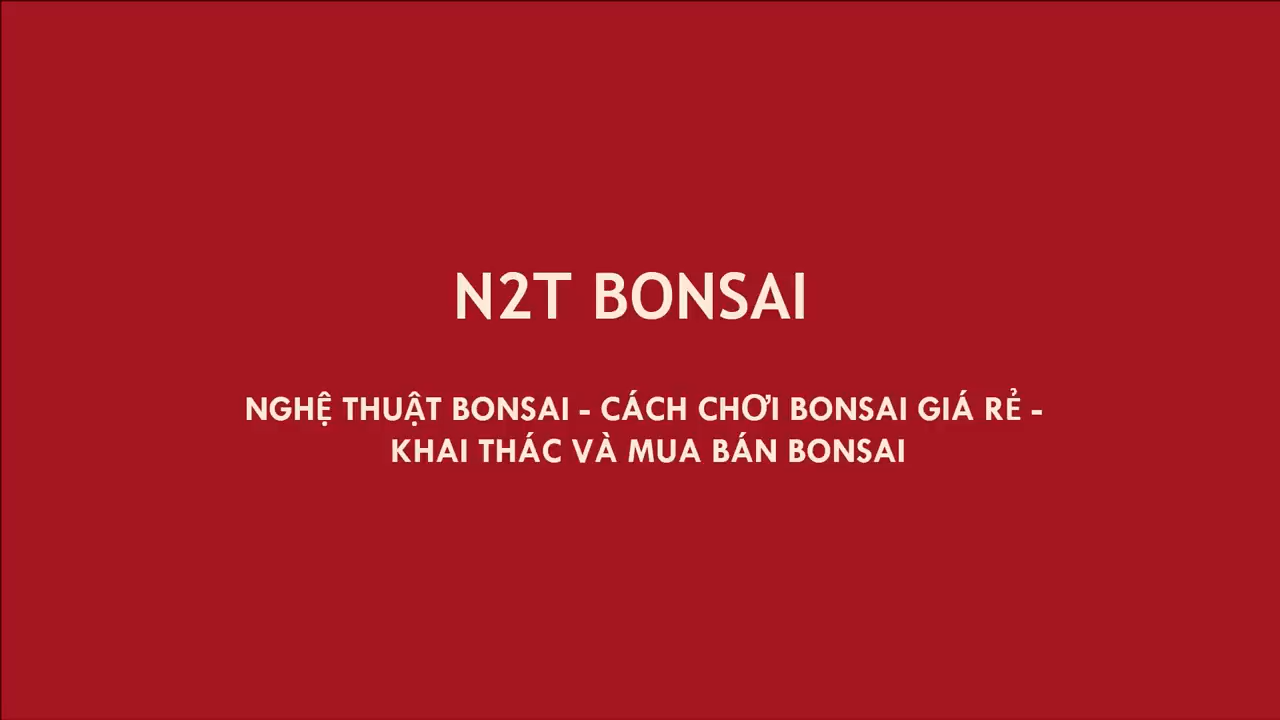 N2T BONSAI
NGHỆ THUẬT BONSAI - CÁCH CHƠI BONSAI GIÁ RẺ -
KHAI THÁC VÀ MUA BÁN BONSAI